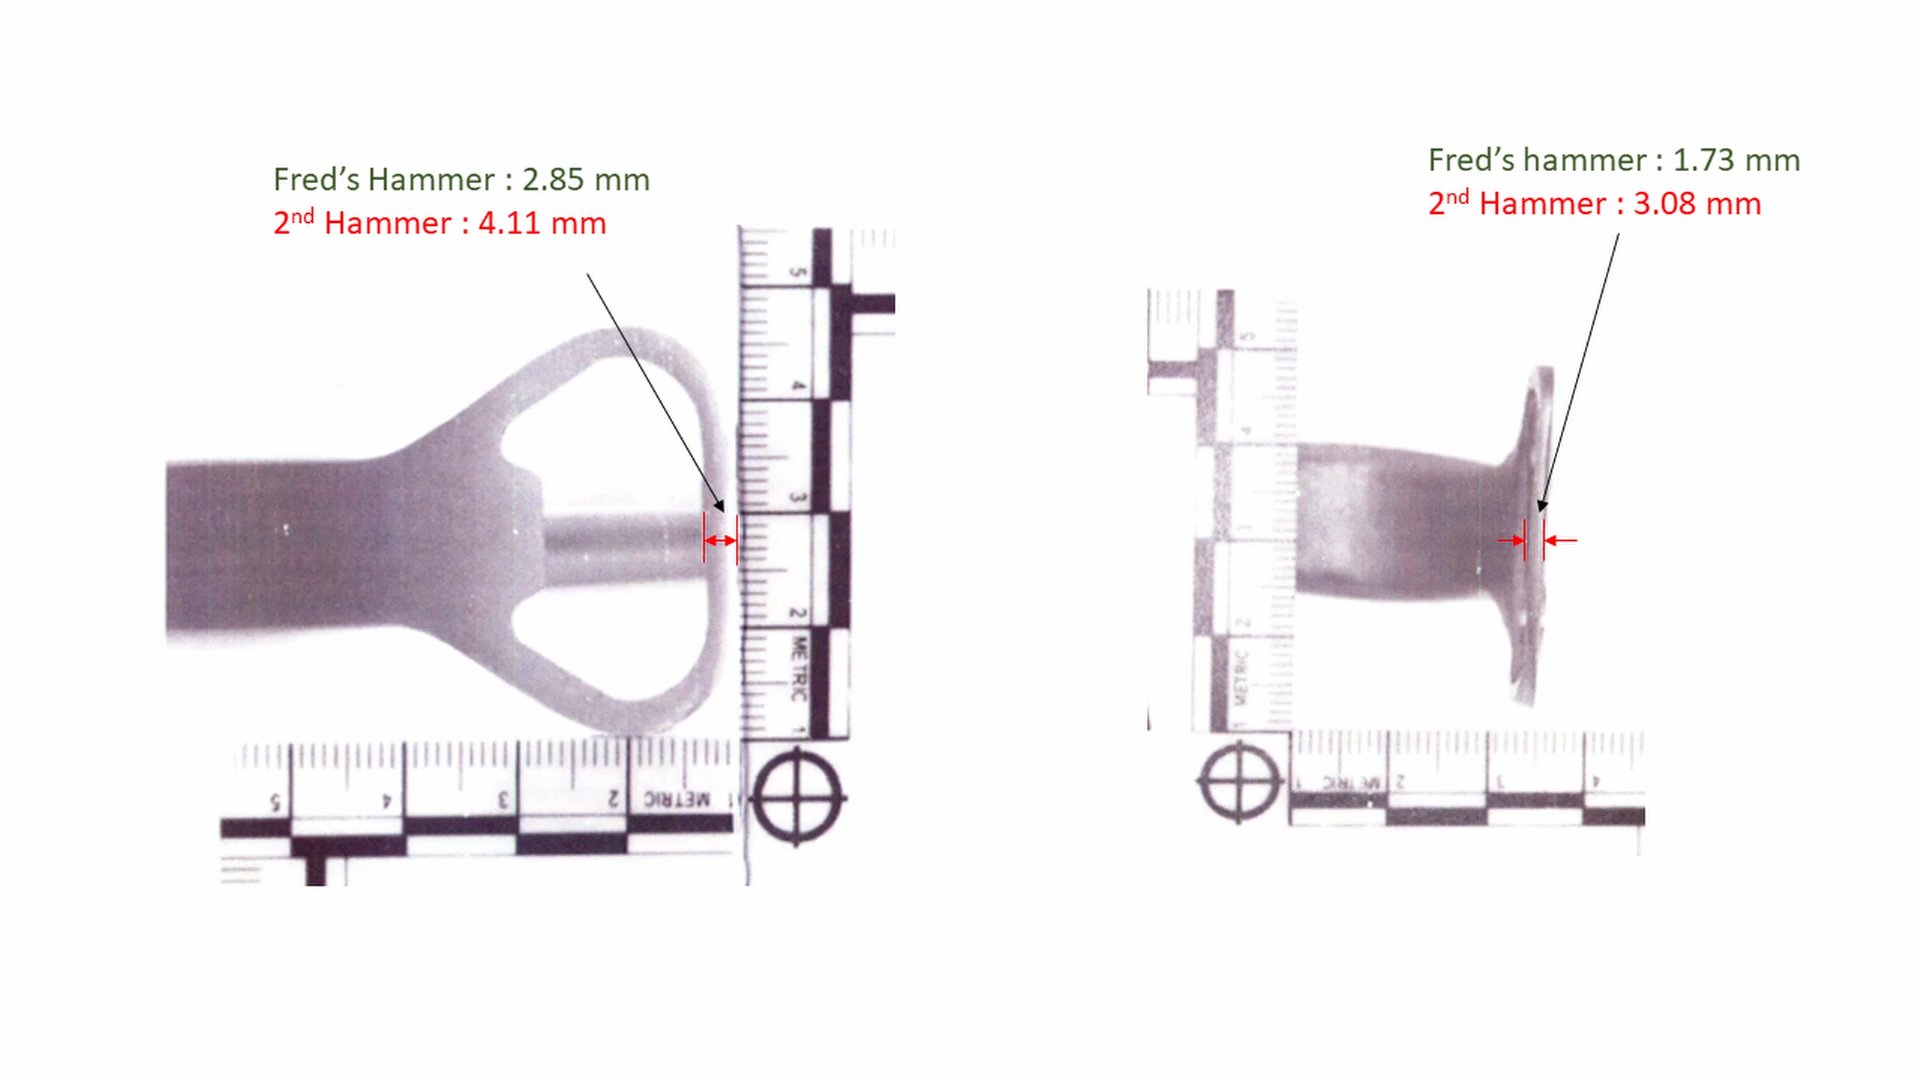 Fred's Hammer : 2.85 mm
2nd Hammer : 4.11 mm
Fred's hammer : 1.73 mm
2nd Hammer : 3.08 mm
5
4
3
2
METRIC
1
5 4 3 2 METRIC 1
5
4
3
2
METRIC
1
1 METRIC 2 3 4